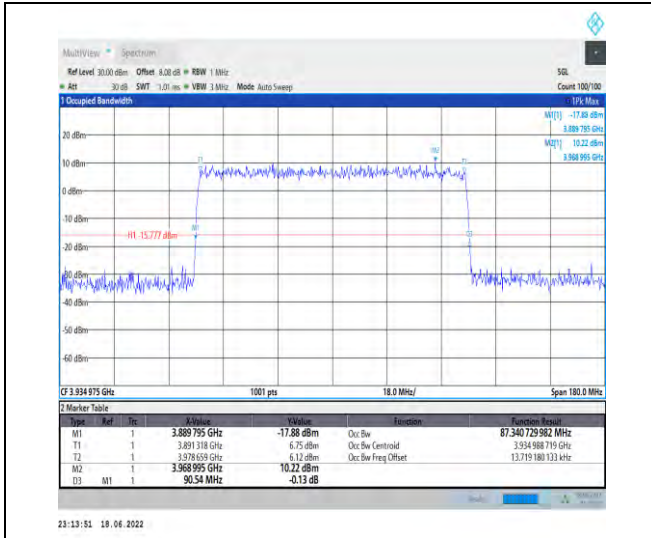 MultiView Spectrum
Ref Level 30.00 dBm Offset 8.08 dB RBW 1 MHz SGL
Att 30 dB SWT 1.01 ms VBW 3 MHz Mode Auto Sweep Count 100/100
1 Occupied Bandwidth 1Pk Max
M1[1] -17.88 dBm
3.889 795 GHz
M2[1] 10.22 dBm
3.968 995 GHz
20 dBm
10 dBm
0 dBm
-10 dBm
H1 -15.777 dBm
-20 dBm
-30 dBm
-40 dBm
-50 dBm
-60 dBm
M2
T1
M1
CF 3.934 975 GHz 1001 pts 18.0 MHz/ Span 180.0 MHz
2 Marker Table
Type Ref Trc X-Value Y-Value Function Function Result
M1 1 3.889 795 GHz -17.88 dBm Occ Bw 87.340 729 982 MHz
T1 1 3.891 318 GHz 6.75 dBm Occ Bw Centroid 3.934 988 719 GHz
T2 1 3.978 659 GHz 6.12 dBm Occ Bw Freq Offset 13.719 180 133 kHz
M2 1 3.968 995 GHz 10.22 dBm
D3 M1 1 90.54 MHz -0.13 dB
23:13:51 18.06.2022